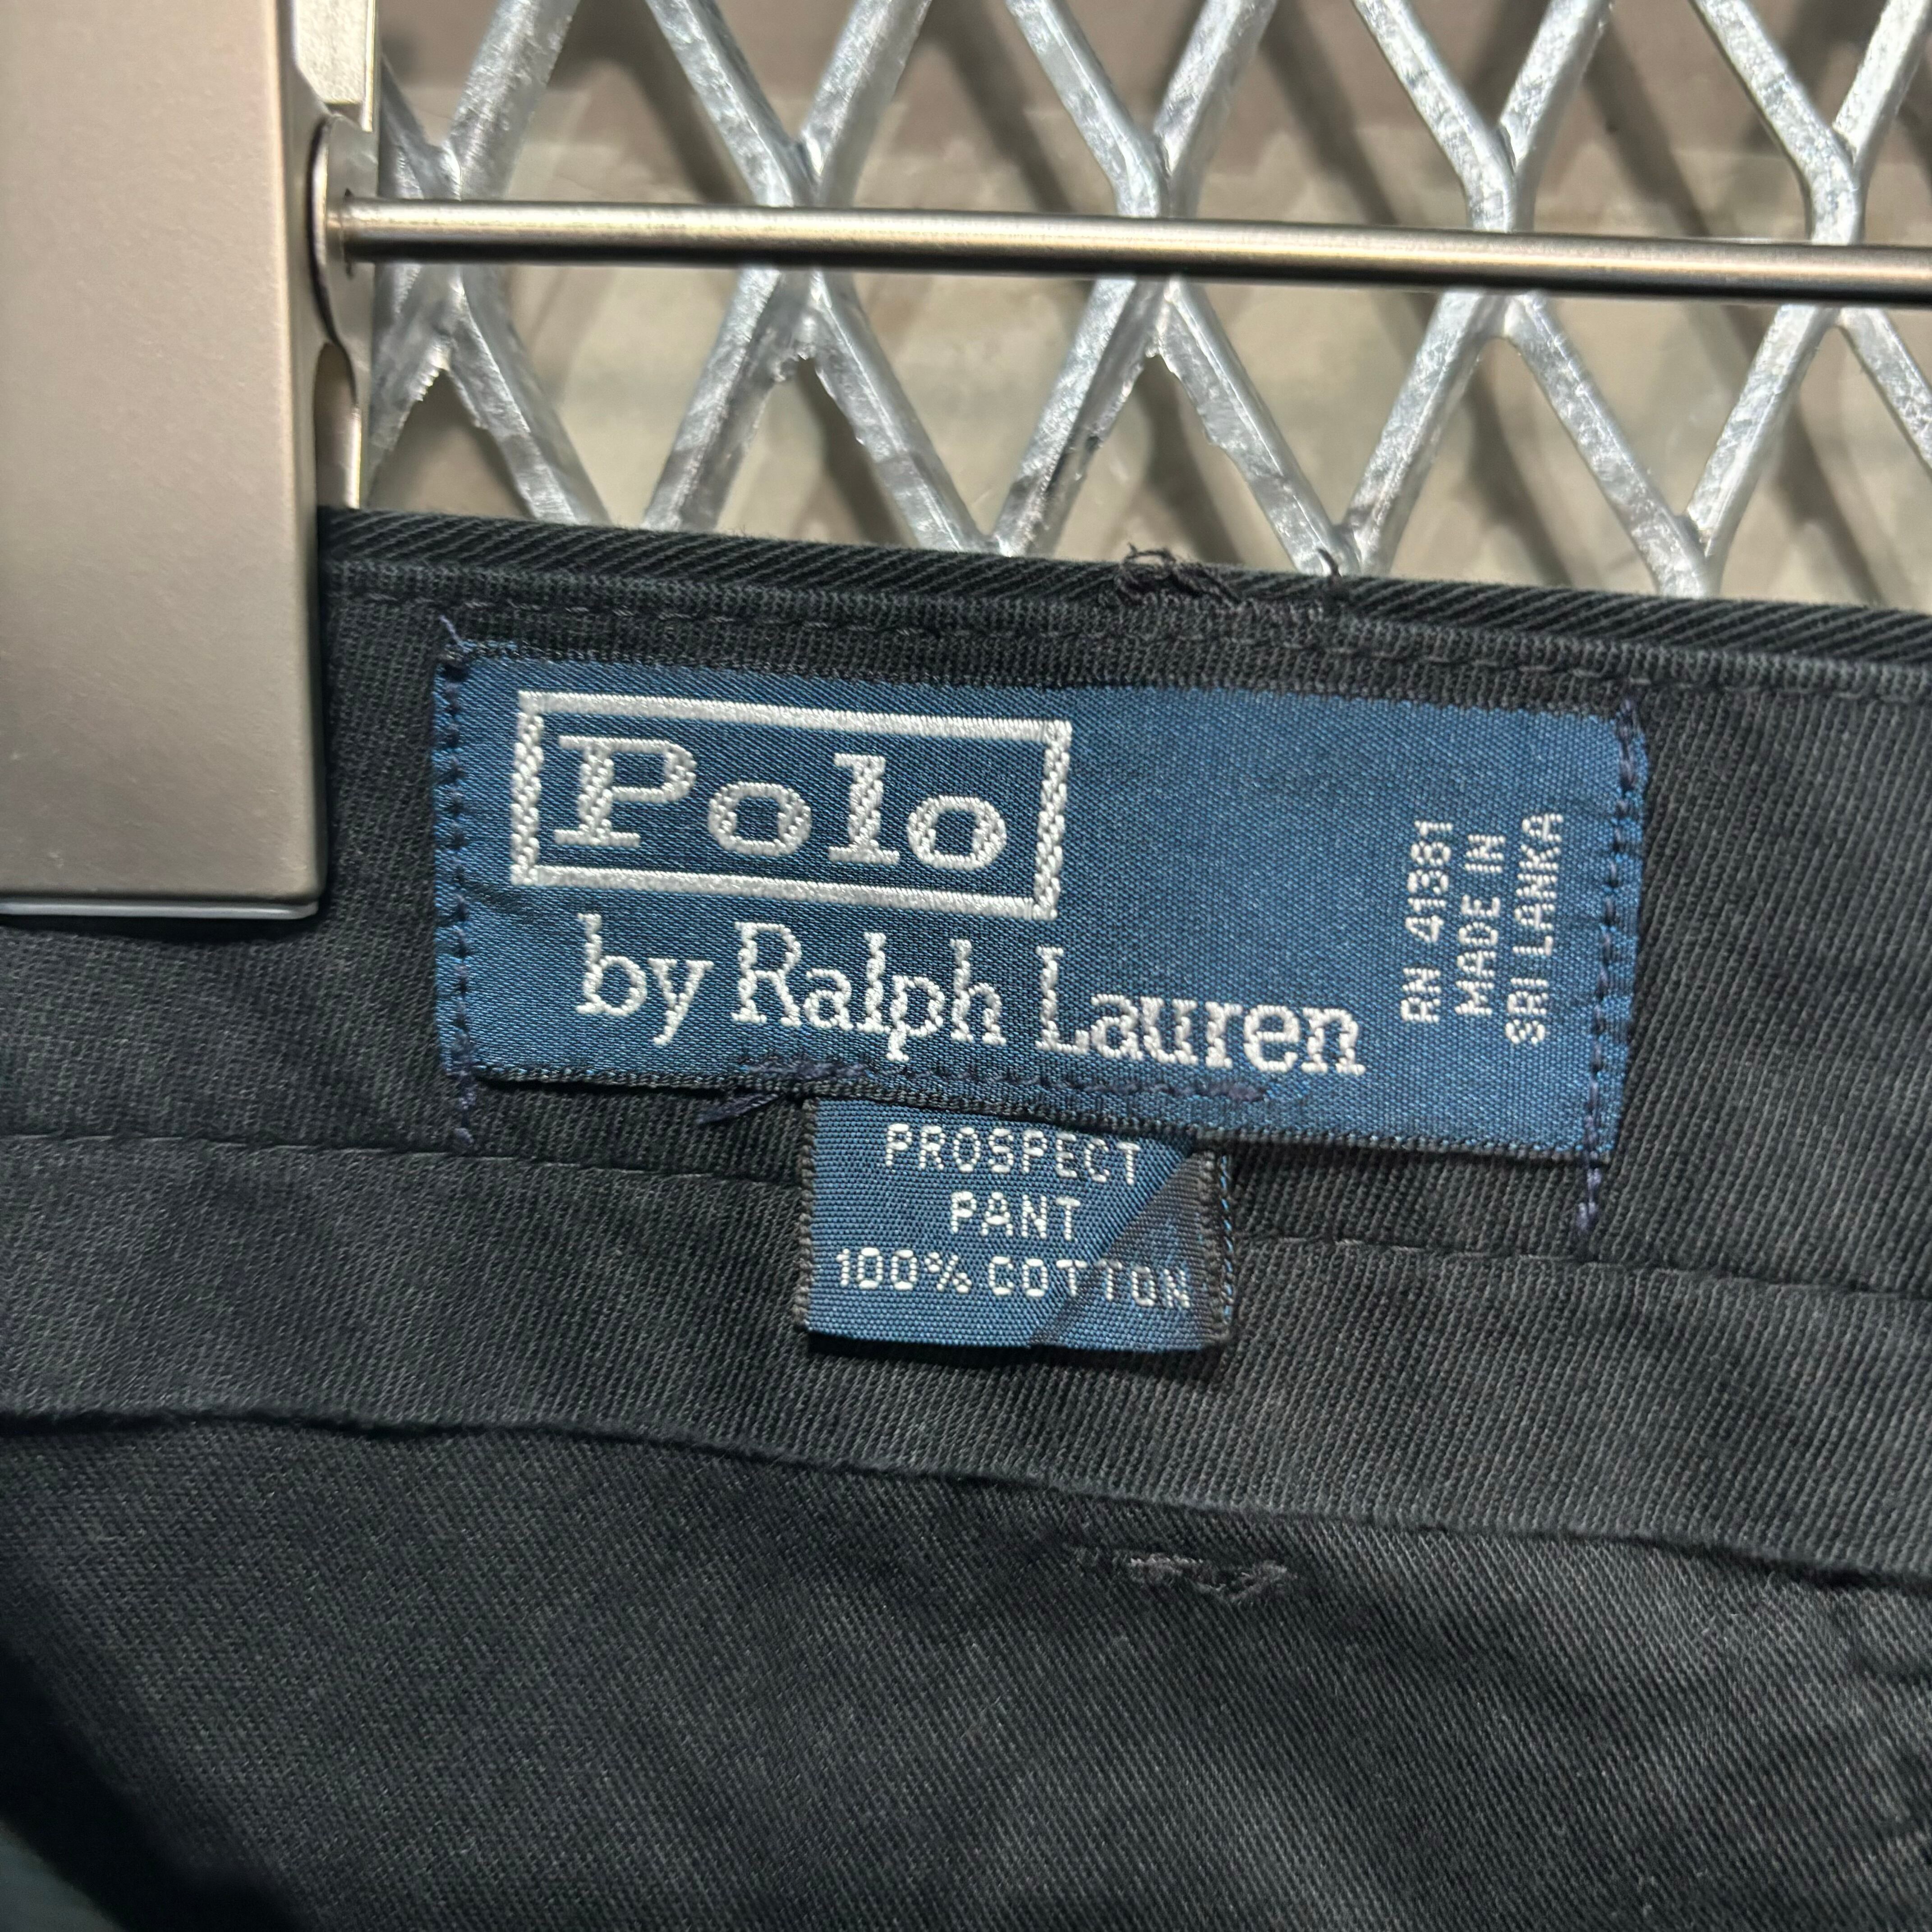 Polo
by Ralph Lauren
RN 41381
MADE IN
SRI LANKA
PROSPECT
PANT
100% COTTON